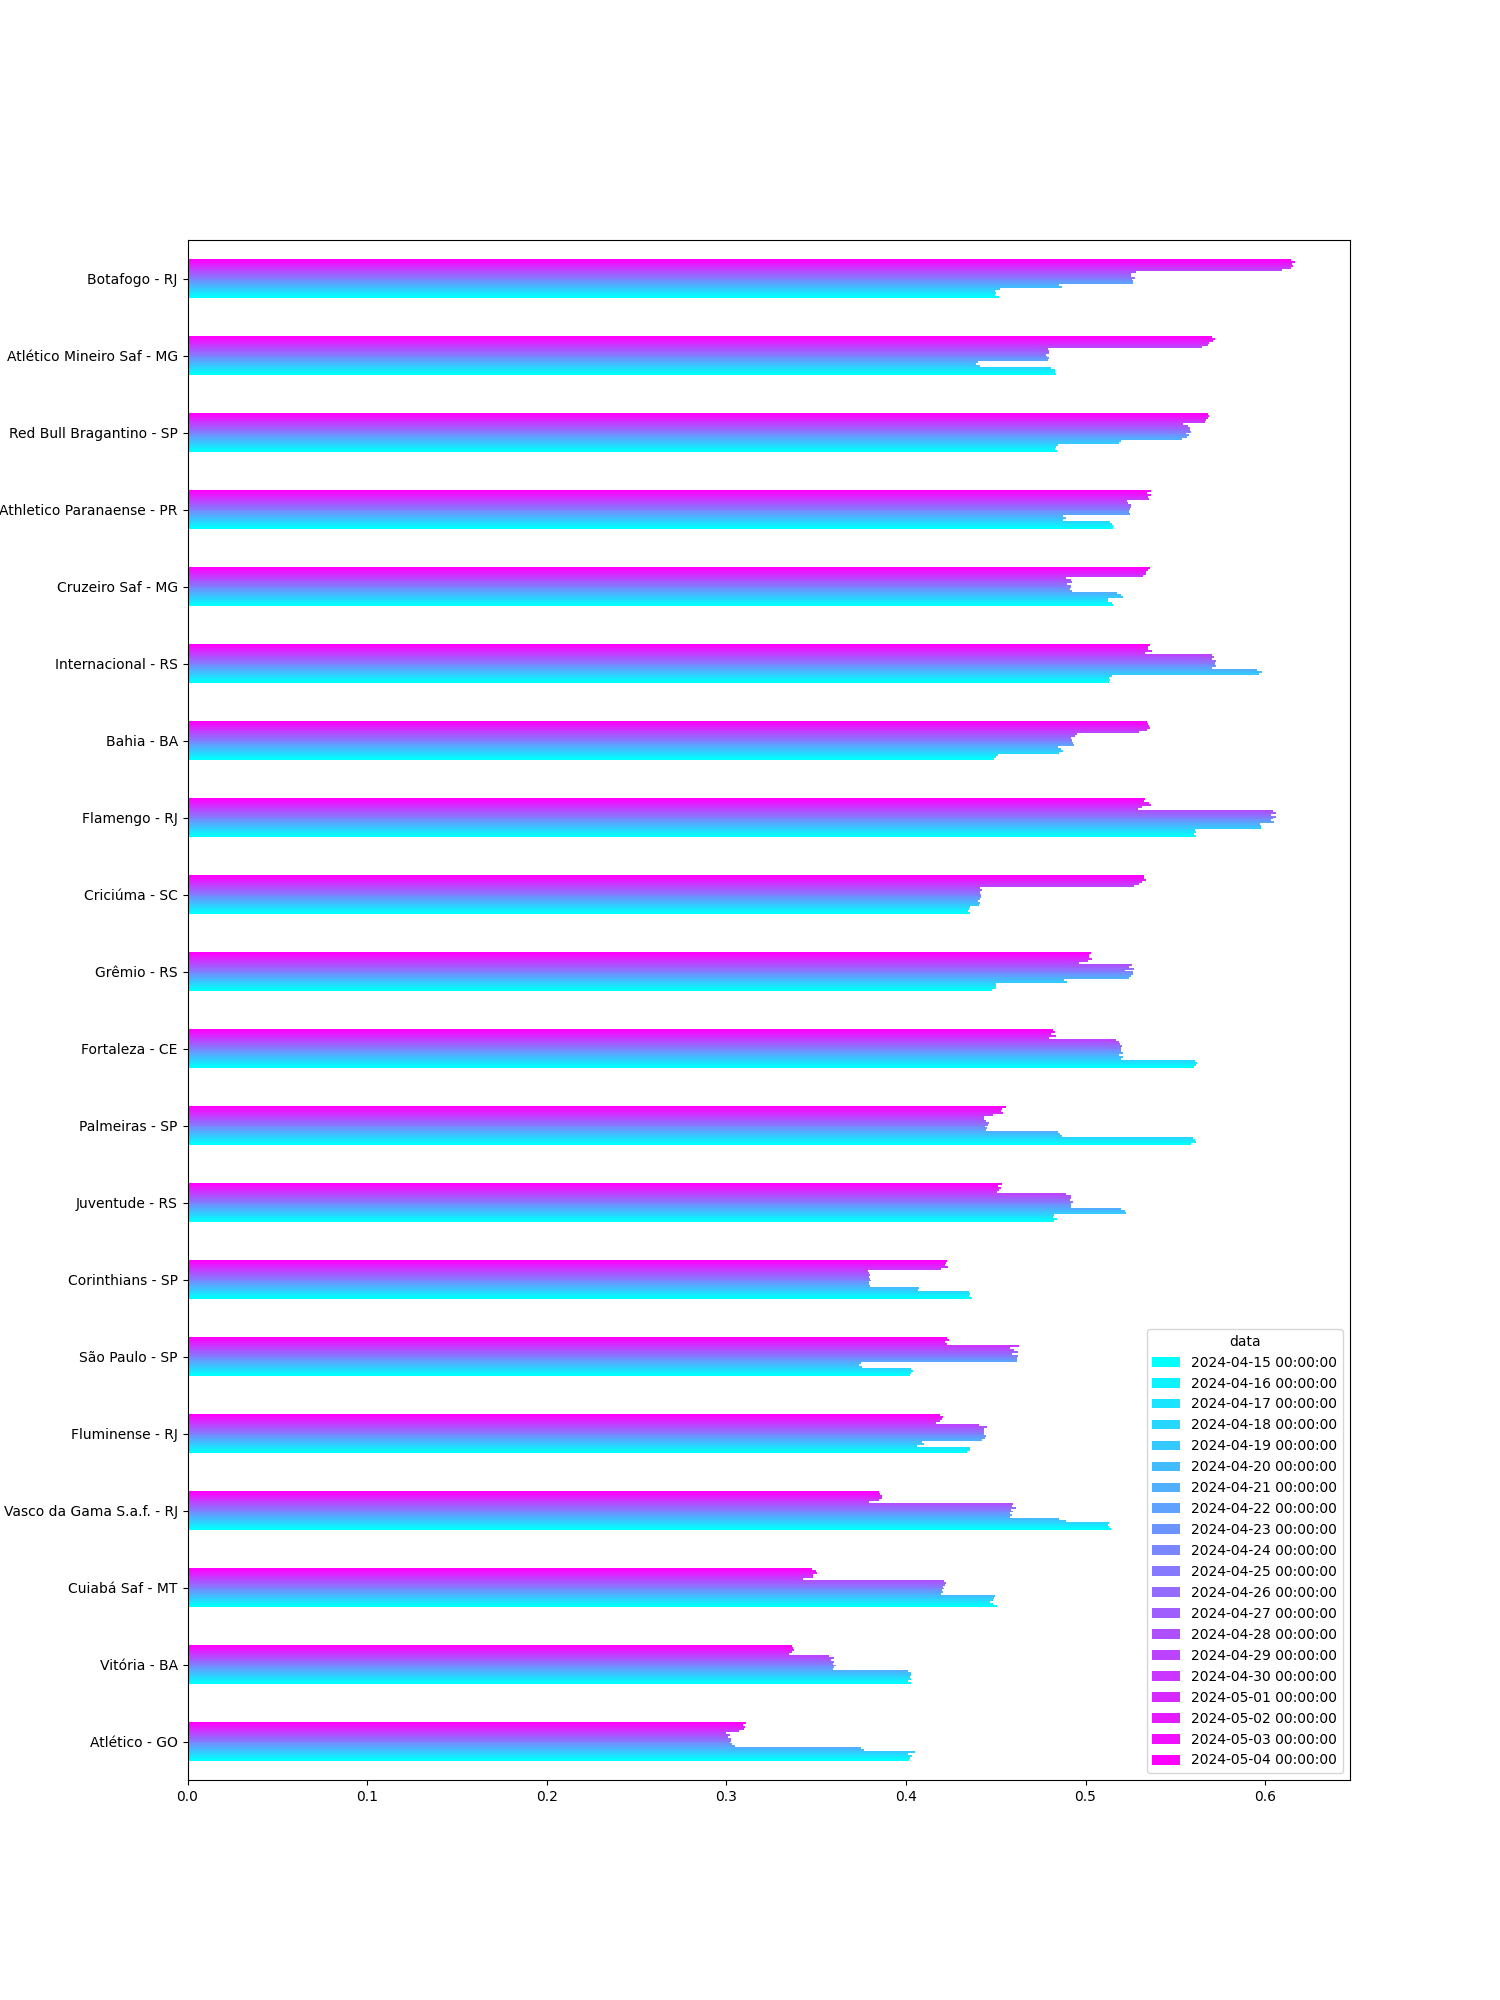 Botafogo - RJ
Atlético Mineiro Saf - MG
Red Bull Bragantino - SP
Athletico Paranaense - PR
Cruzeiro Saf - MG
Internacional - RS
Bahia - BA
Flamengo - RJ
Criciúma - SC
Grêmio - RS
Fortaleza - CE
Palmeiras - SP
Juventude - RS
Corinthians - SP
São Paulo - SP
Fluminense - RJ
Vasco da Gama S.a.f. - RJ
Cuiabá Saf - MT
Vitória - BA
Atlético - GO
data
2024-04-15 00:00:00
2024-04-16 00:00:00
2024-04-17 00:00:00
2024-04-18 00:00:00
2024-04-19 00:00:00
2024-04-20 00:00:00
2024-04-21 00:00:00
2024-04-22 00:00:00
2024-04-23 00:00:00
2024-04-24 00:00:00
2024-04-25 00:00:00
2024-04-26 00:00:00
2024-04-27 00:00:00
2024-04-28 00:00:00
2024-04-29 00:00:00
2024-04-30 00:00:00
2024-05-01 00:00:00
2024-05-02 00:00:00
2024-05-03 00:00:00
2024-05-04 00:00:00
0.0 0.1 0.2 0.3 0.4 0.5 0.6